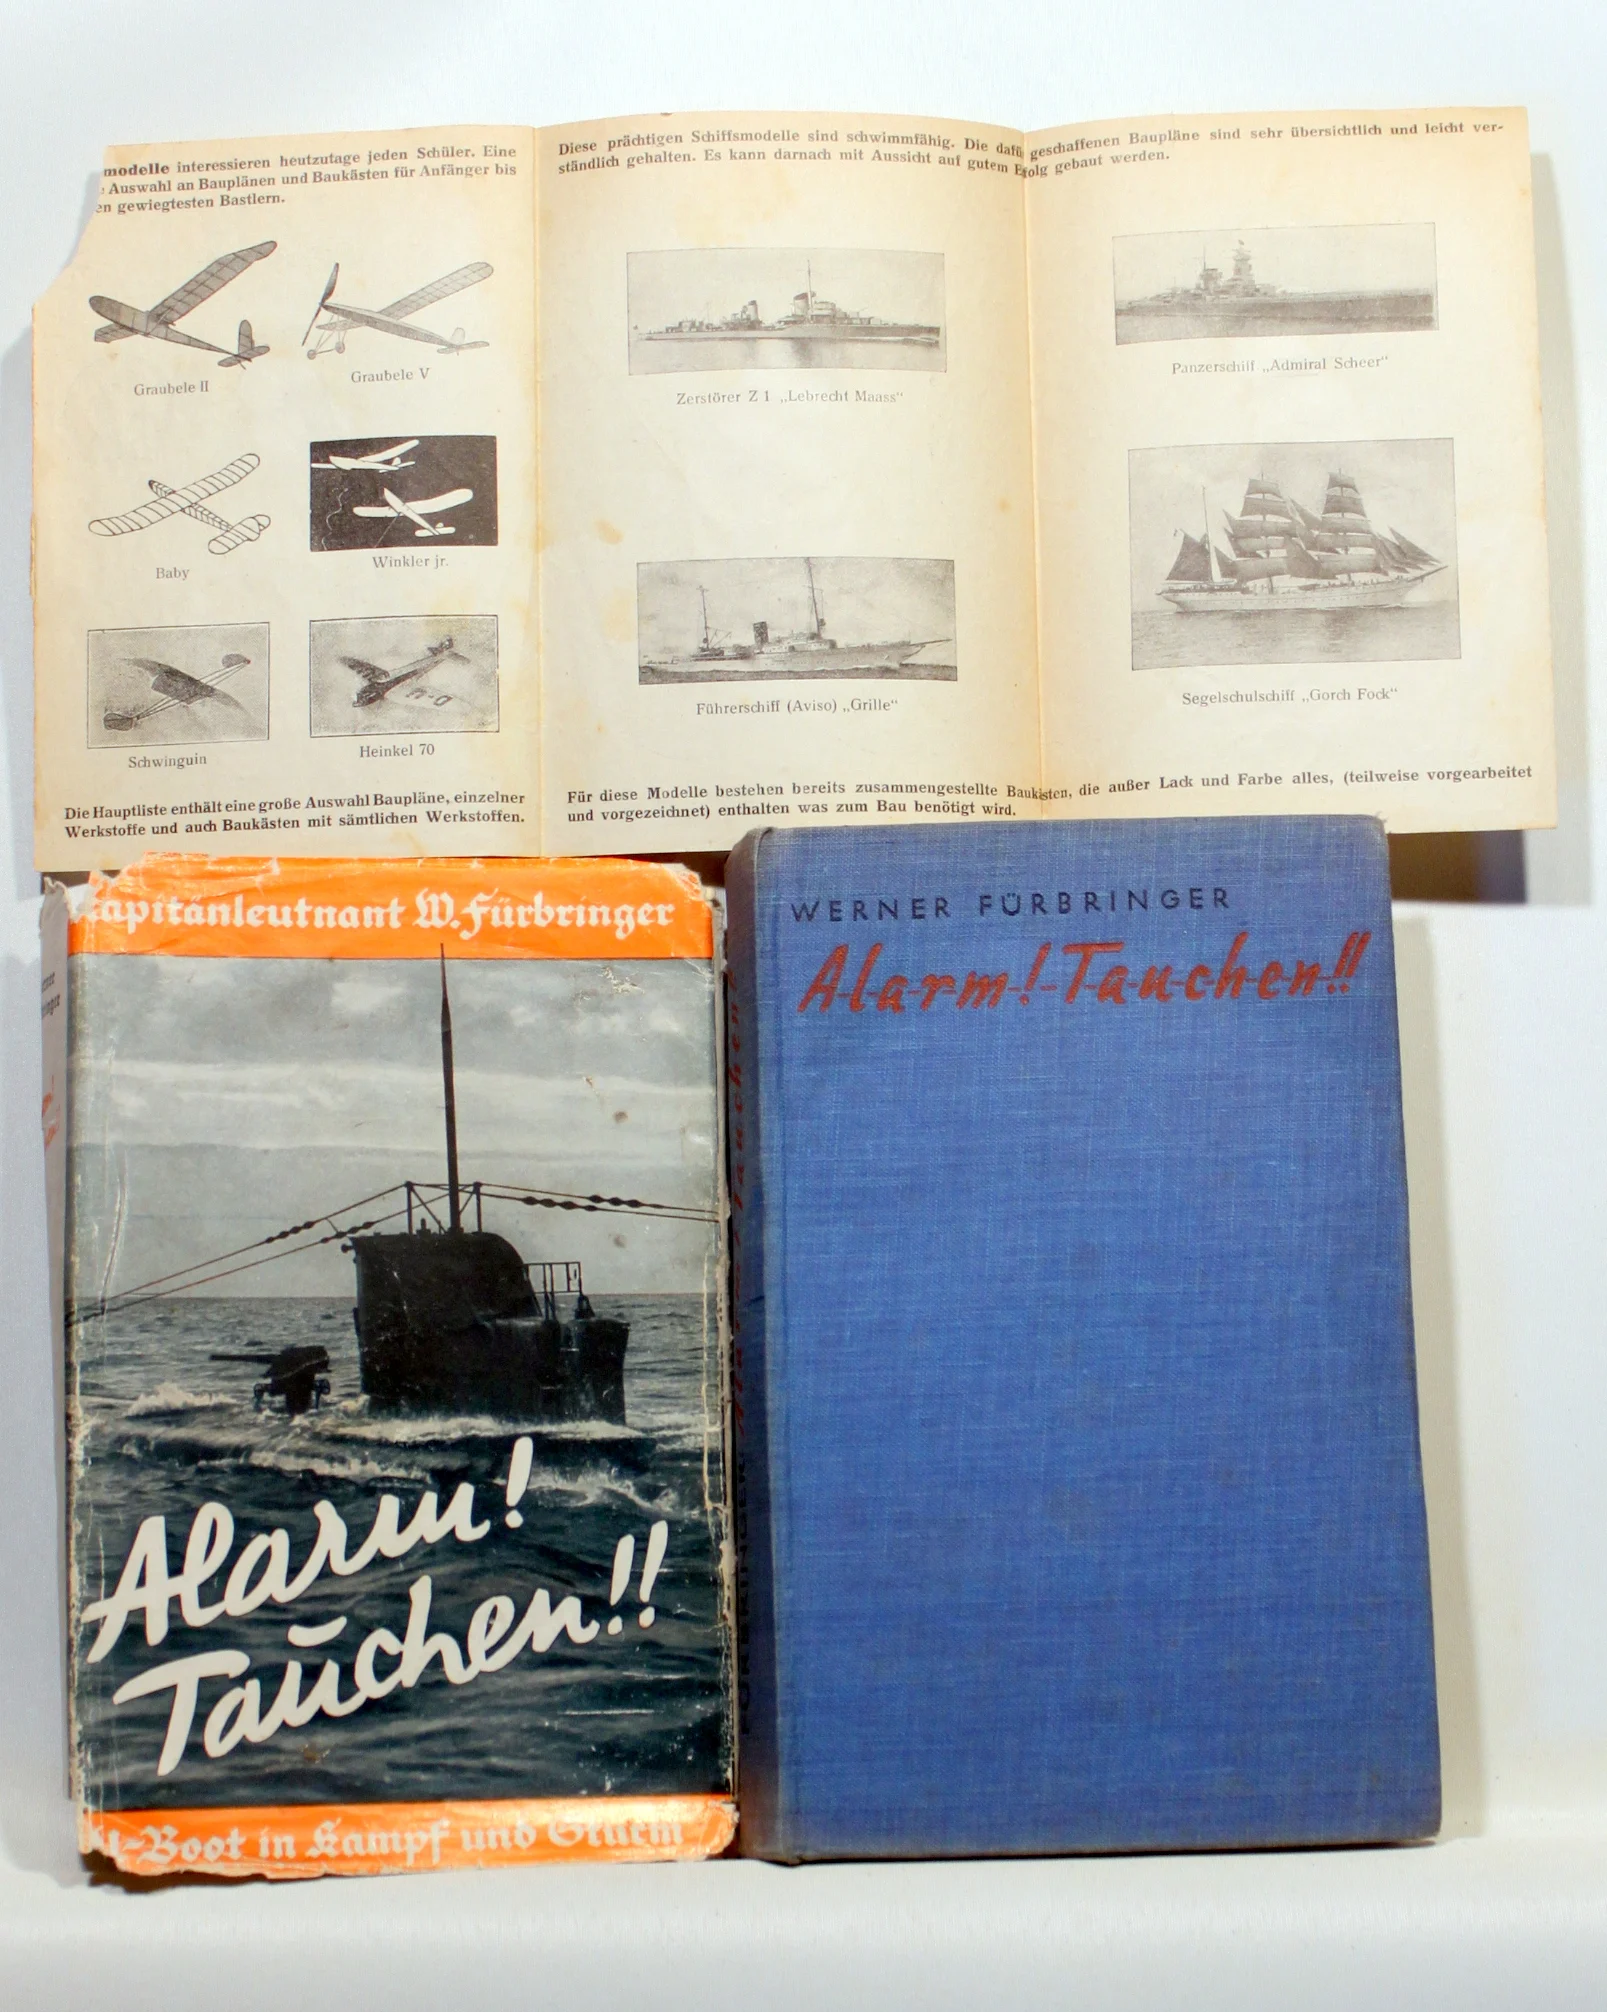 modelle interessieren heutzutage jeden Schüler. Eine
Auswahl an Bauplänen und Baukästen für Anfänger bis
gewiegtesten Bastlern.
Graubele II
Graubele V
Baby
Winkler jr.
Schwinguin
Heinkel 70
Die Hauptliste enthält eine große Auswahl Baupläne, einzelner
Werkstoffe und auch Baukästen mit sämtlichen Werkstoffen.
Diese prächtigen Schiffsmodelle sind schwimmfähig. Die dafür geschaffenen Baupläne sind sehr übersichtlich und leicht ver-
ständlich gehalten. Es kann darnach mit Aussicht auf gutem Erfolg gebaut werden.
Zerstörer Z 1 „Lebrecht Maass“
Panzerschiff „Admiral Scheer“
Führerschiff (Aviso) „Grille“
Segelschulschiff „Gorch Fock“
Für diese Modelle bestehen bereits zusammengestellte Baukästen, die außer Lack und Farbe alles, (teilweise vorgearbeitet
und vorgezeichnet) enthalten was zum Bau benötigt wird.
Kapitänleutnant W. Fürbringer
Alarm!
Tauchen!!
U-Boot in Kampf und Sturm
WERNER FÜRBRINGER
Alarm! Tauchen!!